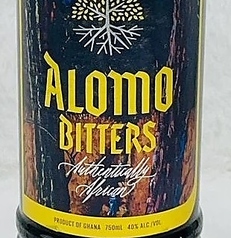 ALOMO
BITTERS
Authentically
African
PRODUCT OF GHANA 750mL 40% ALC/VOL.